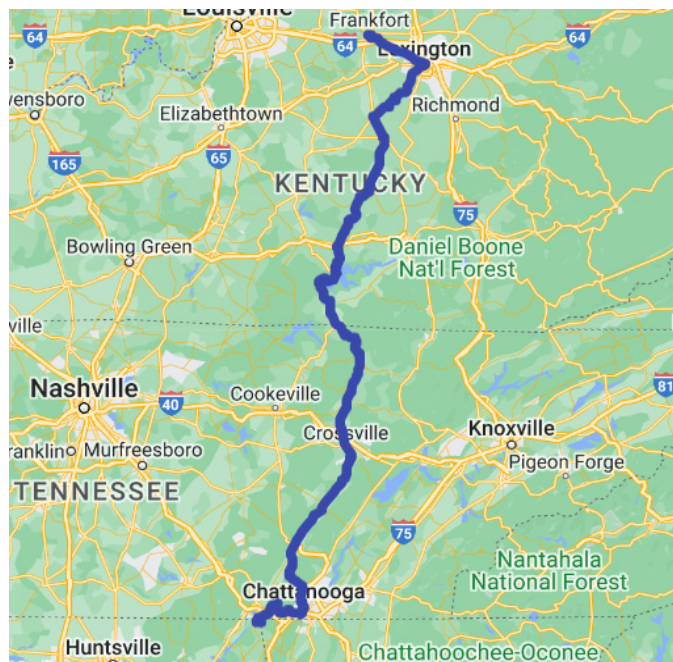 Louisville
Frankfort
64
64
Lexington
64
wensboro
Elizabethtown
Richmond
165
65
KENTUCKY
75
Bowling Green
Daniel Boone
Nat'l Forest
ville
Nashville
40
Cookeville
81
Crossville
Knoxville
ranklin
Murfreesboro
Pigeon Forge
TENNESSEE
75
Nantahala
National Forest
Chattanooga
Huntsville
Chattahoochee-Oconee